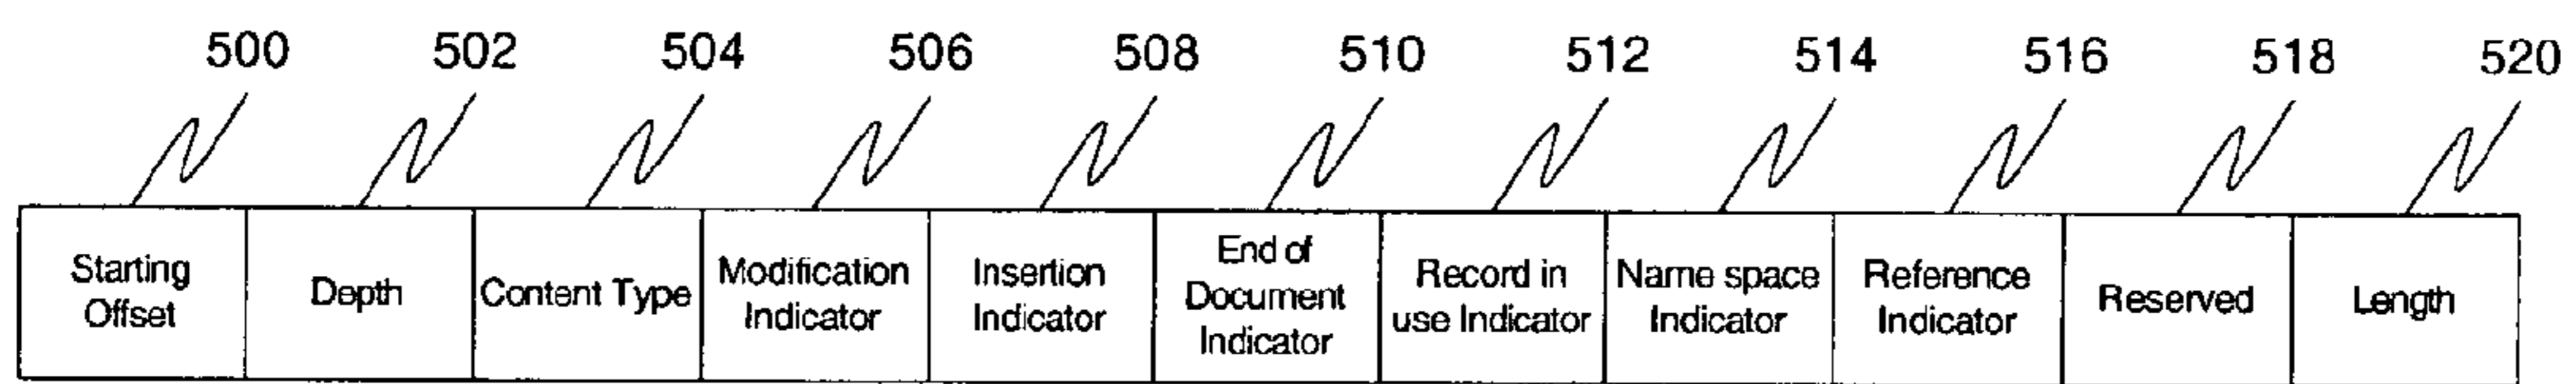 500 502 504 506 508 510 512 514 516 518 520
Starting
Offset
Depth
Content Type
Modification
Indicator
Insertion
Indicator
End of
Document
Indicator
Record in
use Indicator
Name space
Indicator
Reference
Indicator
Reserved
Length